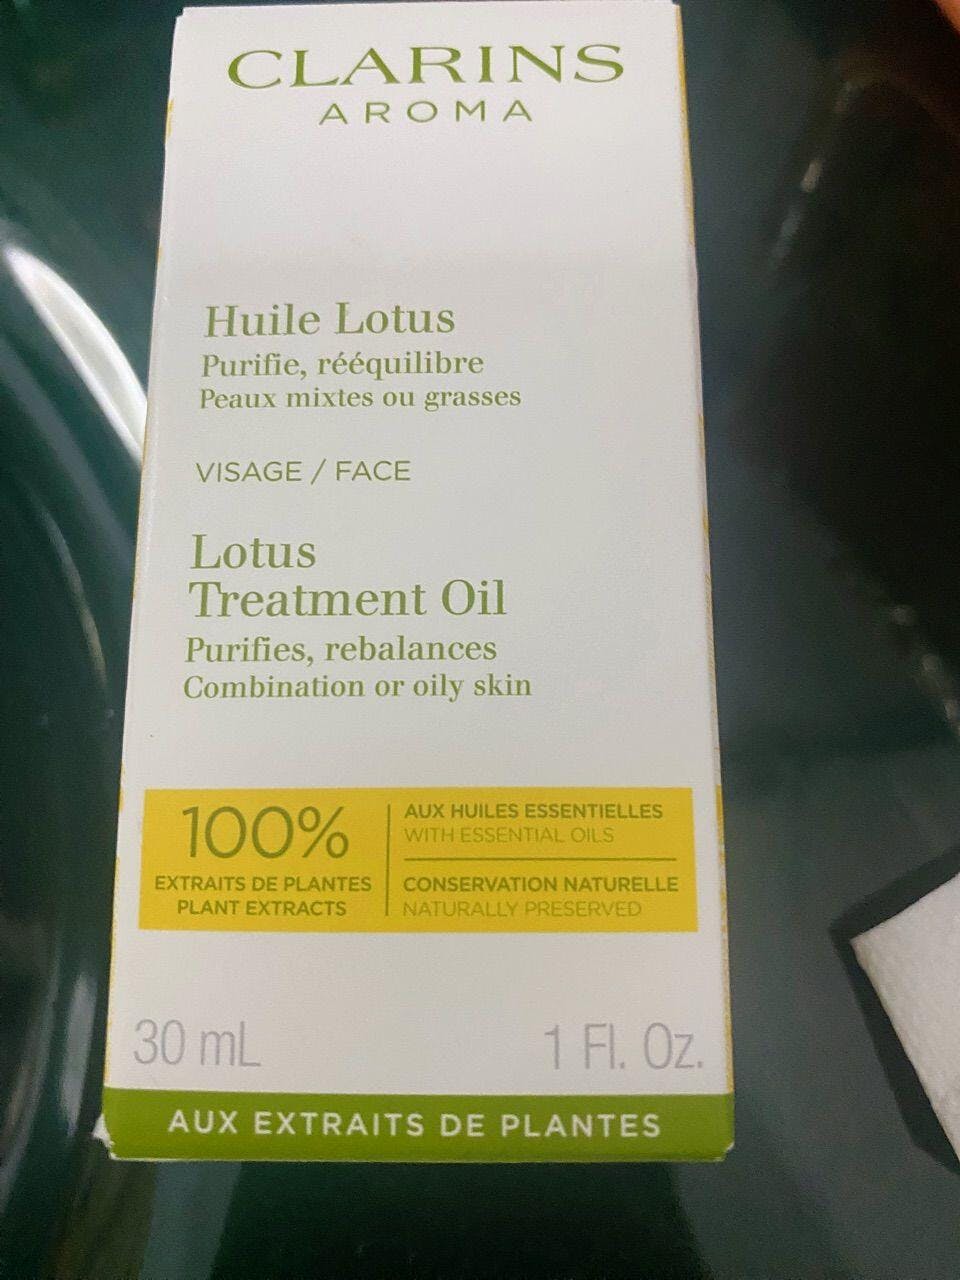 CLARINS
AROMA
Huile Lotus
Purifie, rééquilibre
Peaux mixtes ou grasses
VISAGE / FACE
Lotus
Treatment Oil
Purifies, rebalances
Combination or oily skin
100%
EXTRAITS DE PLANTES
PLANT EXTRACTS
AUX HUILES ESSENTIELLES
WITH ESSENTIAL OILS
CONSERVATION NATURELLE
NATURALLY PRESERVED
30 mL
1 Fl. Oz.
AUX EXTRAITS DE PLANTES